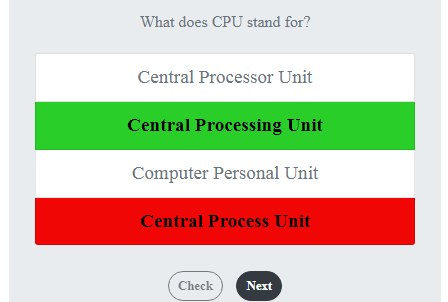 What does CPU stand for?
Central Processor Unit
Central Processing Unit
Computer Personal Unit
Central Process Unit
Check Next